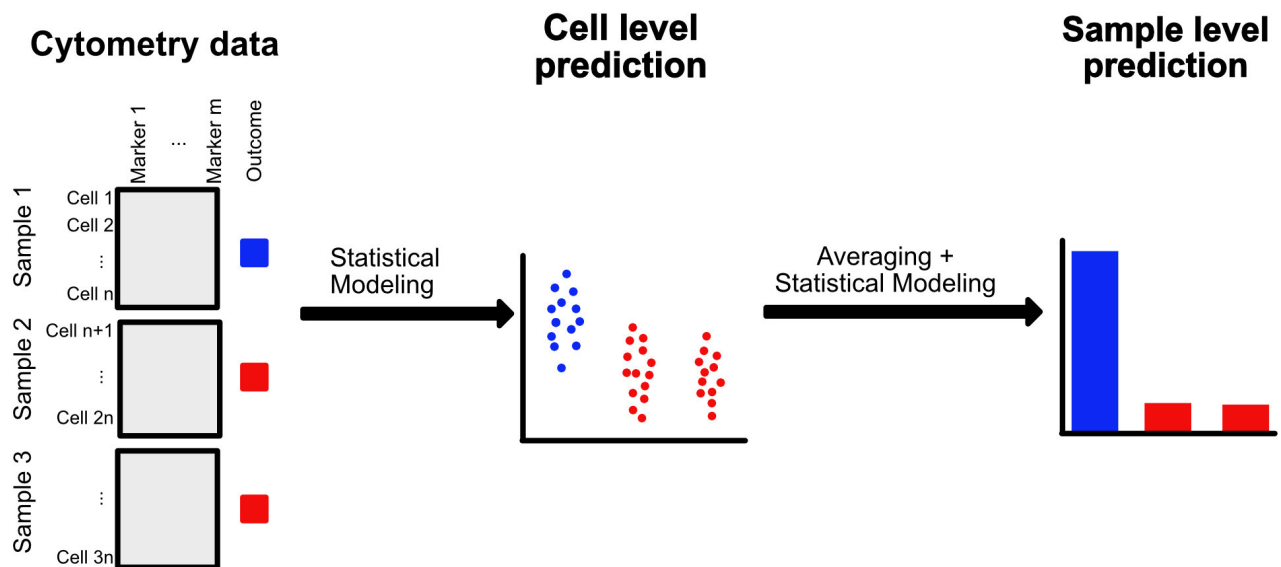 Cytometry data
Cell level
prediction
Sample level
prediction
Marker 1
...
Marker m
Outcome
Sample 1
Cell 1
Cell 2
...
Cell n
Sample 2
Cell n+1
...
Cell 2n
Sample 3
...
Cell 3n
Statistical
Modeling
Averaging +
Statistical Modeling